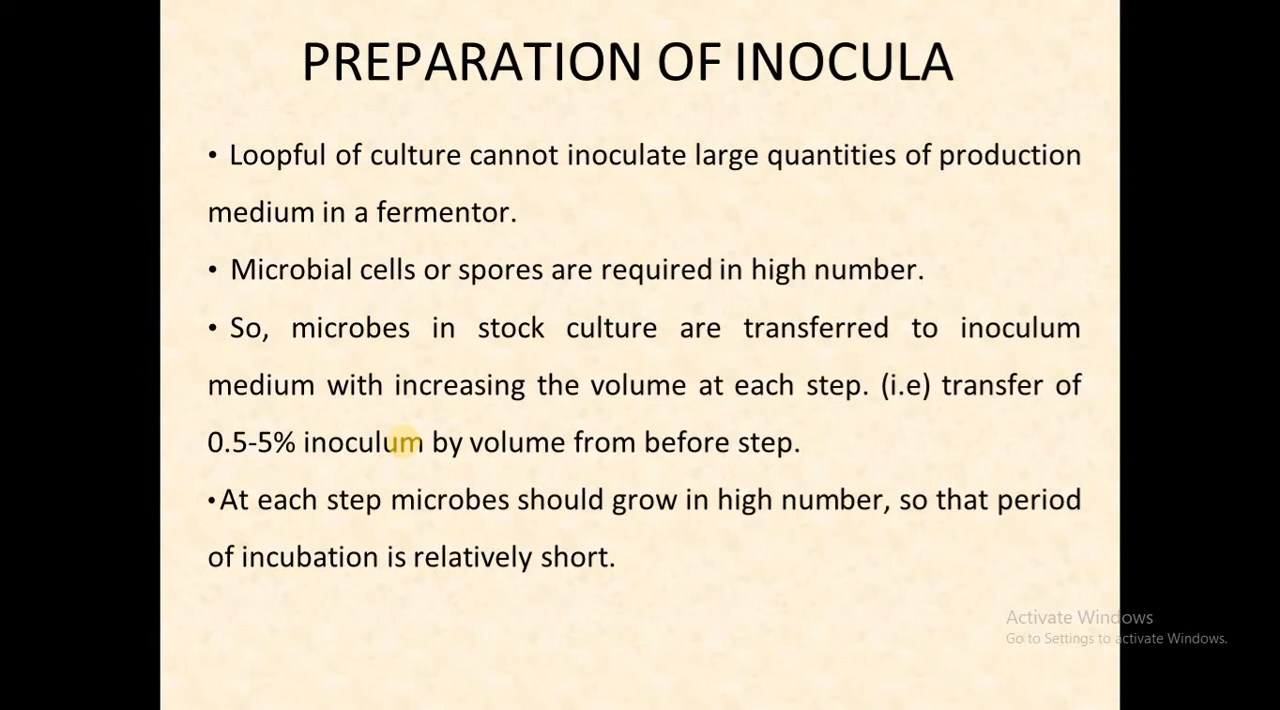 PREPARATION OF INOCULA
• Loopful of culture cannot inoculate large quantities of production
medium in a fermentor.
• Microbial cells or spores are required in high number.
• So, microbes in stock culture are transferred to inoculum
medium with increasing the volume at each step. (i.e) transfer of
0.5-5% inoculum by volume from before step.
•At each step microbes should grow in high number, so that period
of incubation is relatively short.
Activate Windows
Go to Settings to activate Windows.